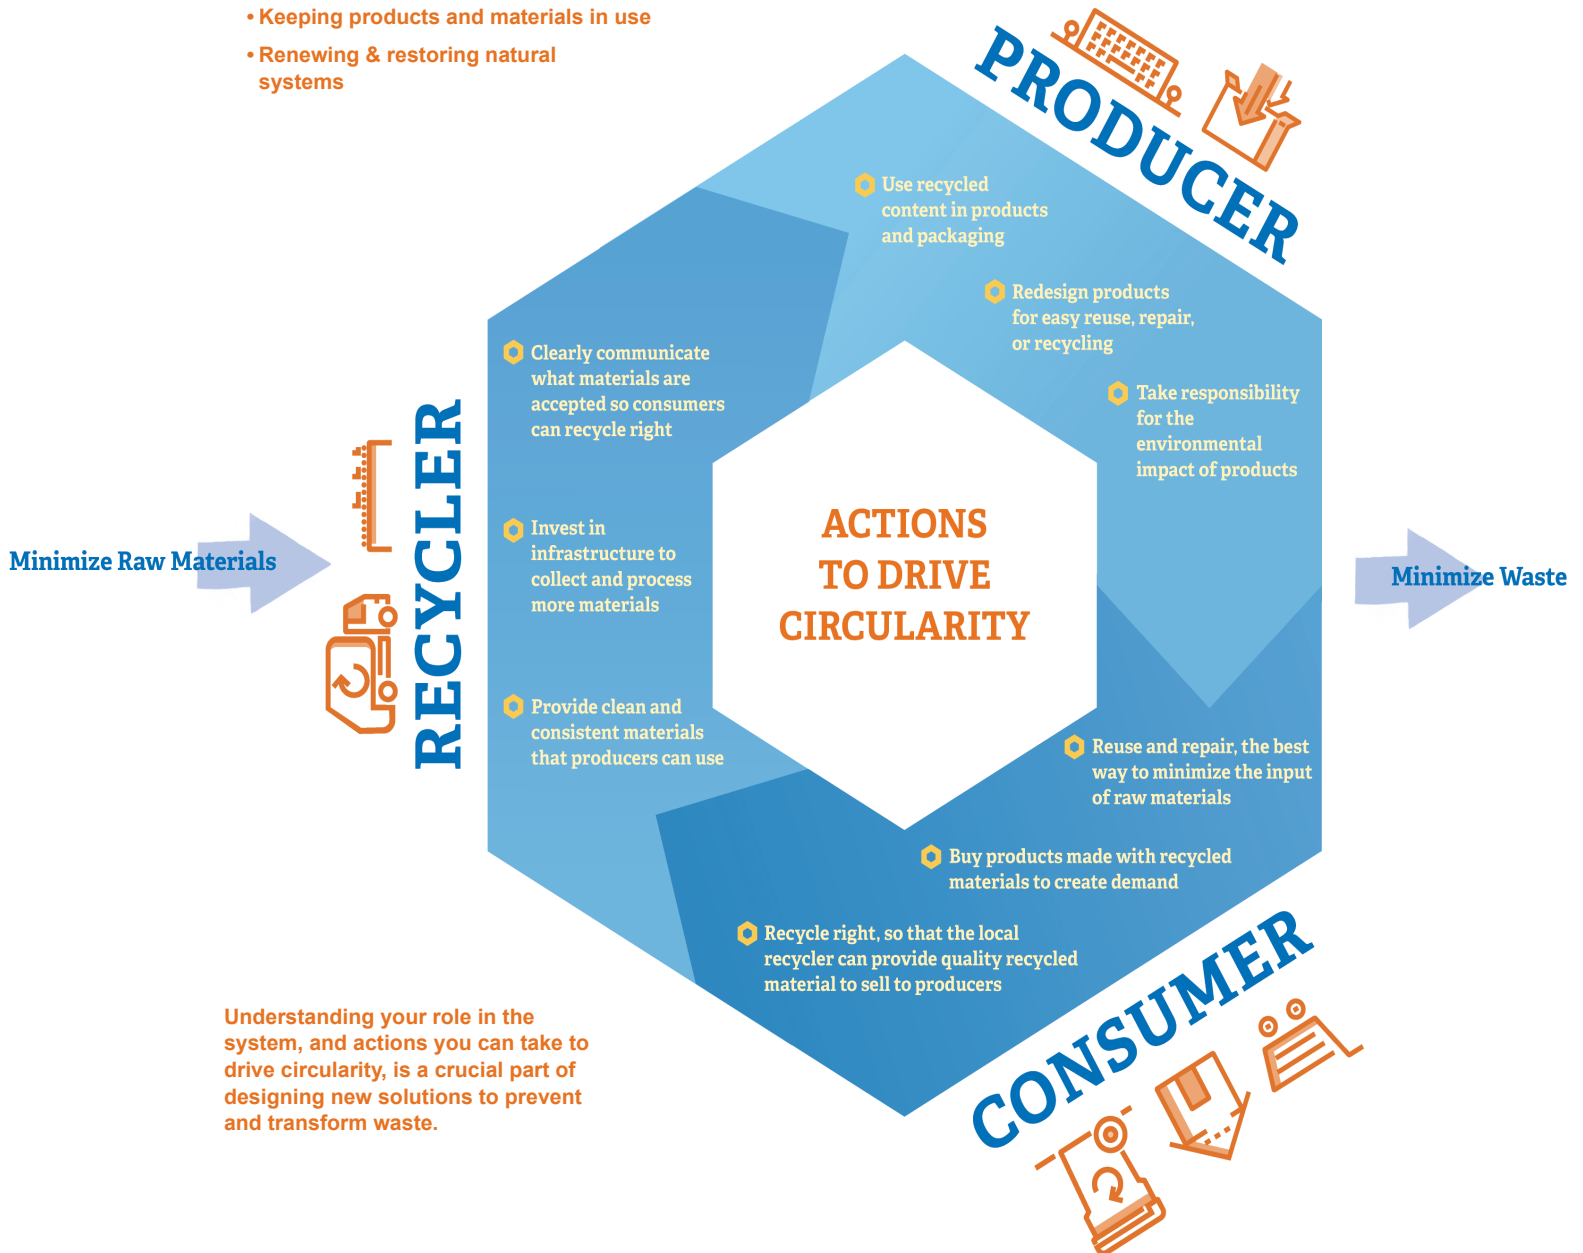 • Keeping products and materials in use
• Renewing & restoring natural
systems
PRODUCER
Use recycled
content in products
and packaging
Redesign products
for easy reuse, repair,
or recycling
Take responsibility
for the
environmental
impact of products
Clearly communicate
what materials are
accepted so consumers
can recycle right
Invest in
infrastructure to
collect and process
more materials
Provide clean and
consistent materials
that producers can use
RECYCLER
Minimize Raw Materials
ACTIONS
TO DRIVE
CIRCULARITY
Minimize Waste
Reuse and repair, the best
way to minimize the input
of raw materials
Buy products made with recycled
materials to create demand
Recycle right, so that the local
recycler can provide quality recycled
material to sell to producers
CONSUMER
Understanding your role in the
system, and actions you can take to
drive circularity, is a crucial part of
designing new solutions to prevent
and transform waste.